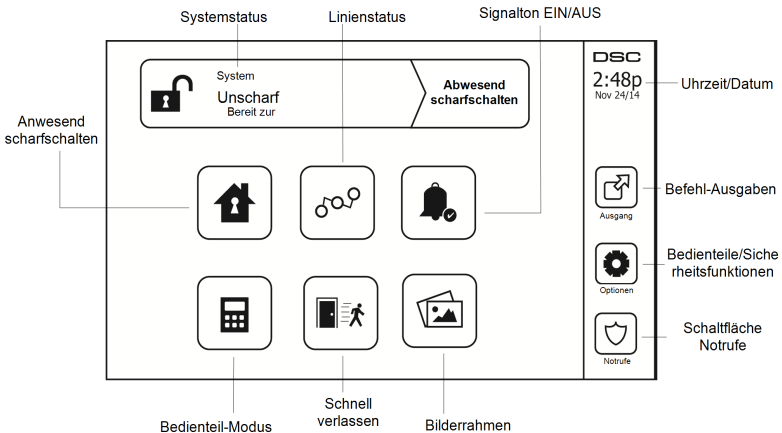 Systemstatus
Linienstatus
Signalton EIN/AUS
System
Unscharf
Bereit zur
Abwesend
scharfschalten
DSC
2:48p
Nov 24/14
Uhrzeit/Datum
Anwesend
scharfschalten
Ausgang
Befehl-Ausgaben
Optionen
Bedienteile/Siche
rheitsfunktionen
Notrufe
Schaltfläche
Notrufe
Bedienteil-Modus
Schnell
verlassen
Bilderrahmen